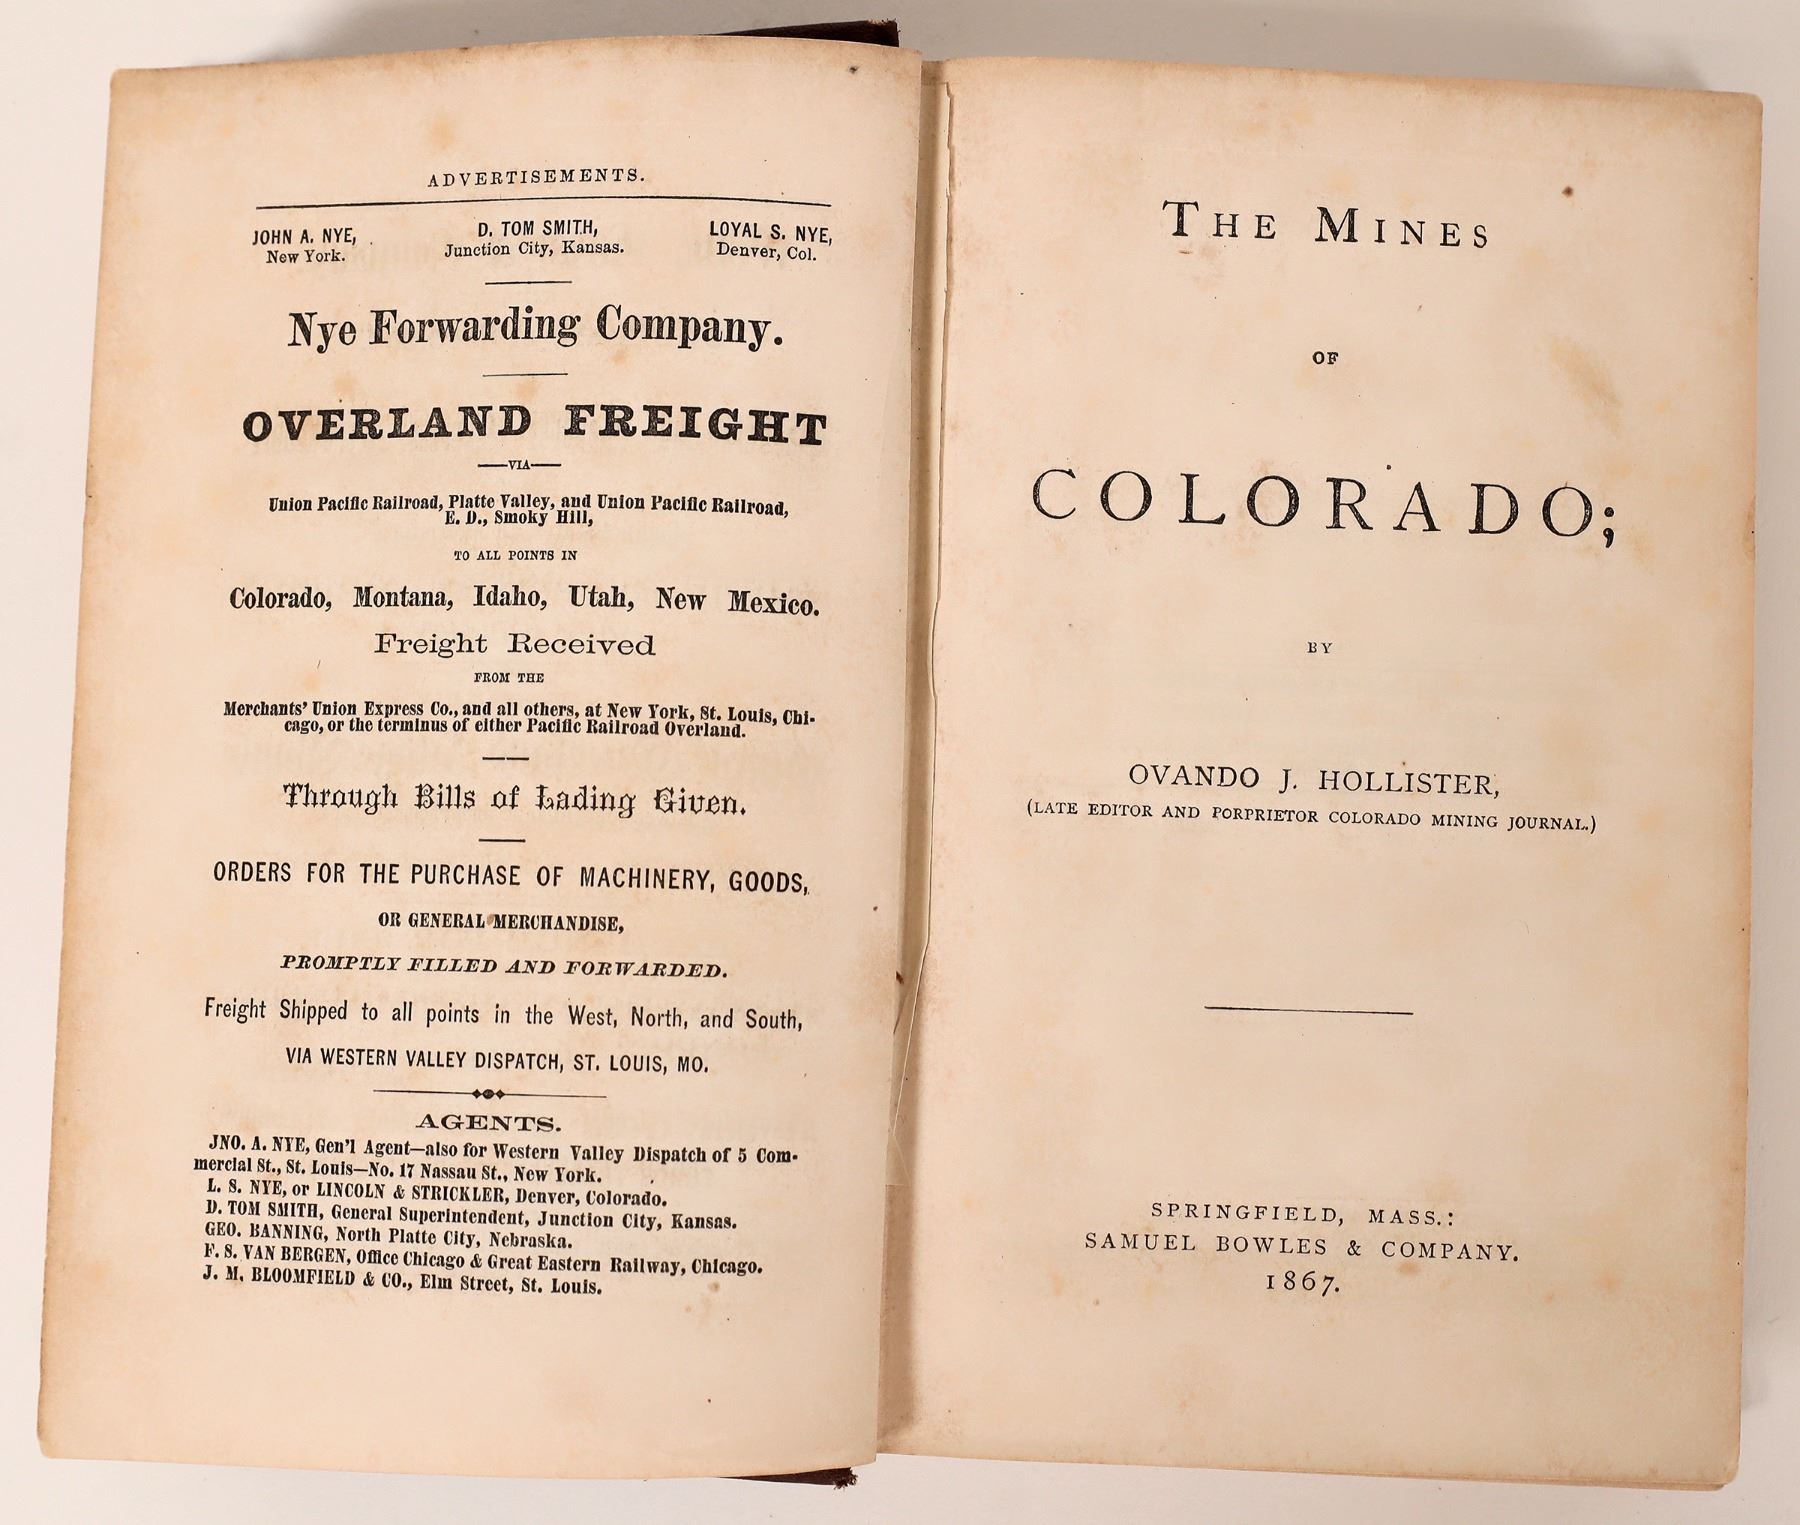 ADVERTISEMENTS.
JOHN A. NYE,
New York.
D. TOM SMITH,
Junction City, Kansas.
LOYAL S. NYE,
Denver, Col.
Nye Forwarding Company.
OVERLAND FREIGHT
—VIA—
Union Pacific Railroad, Platte Valley, and Union Pacific Railroad,
E. D., Smoky Hill,
TO ALL POINTS IN
Colorado, Montana, Idaho, Utah, New Mexico.
Freight Received
FROM THE
Merchants' Union Express Co., and all others, at New York, St. Louis, Chi-
cago, or the terminus of either Pacific Railroad Overland.
Through Bills of Lading Given.
ORDERS FOR THE PURCHASE OF MACHINERY, GOODS,
OR GENERAL MERCHANDISE,
PROMPTLY FILLED AND FORWARDED.
Freight Shipped to all points in the West, North, and South,
VIA WESTERN VALLEY DISPATCH, ST. LOUIS, MO.
AGENTS.
JNO. A. NYE, Gen'l Agent—also for Western Valley Dispatch of 5 Com-
mercial St., St. Louis—No. 17 Nassau St., New York.
L. S. NYE, or LINCOLN & STRICKLER, Denver, Colorado.
D. TOM SMITH, General Superintendent, Junction City, Kansas.
GEO. BANNING, North Platte City, Nebraska.
F. S. VAN BERGEN, Office Chicago & Great Eastern Railway, Chicago.
J. M. BLOOMFIELD & CO., Elm Street, St. Louis.
THE MINES
OF
COLORADO;
BY
OVANDO J. HOLLISTER,
(LATE EDITOR AND PORPRIETOR COLORADO MINING JOURNAL.)
SPRINGFIELD, MASS.:
SAMUEL BOWLES & COMPANY.
1867.